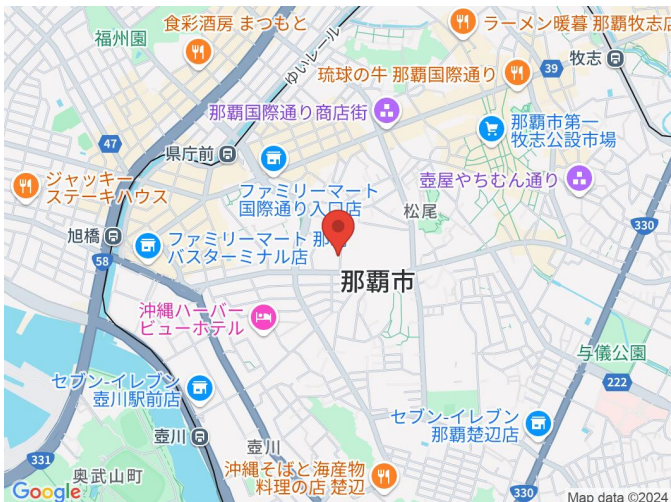 食彩酒房 まつもと
福州園
ゆいレール
ラーメン暖暮 那覇牧志店
牧志
琉球の牛 那覇国際通り
39
那覇国際通り商店街
47
県庁前
那覇市第一
牧志公設市場
ジャッキー
ステーキハウス
ファミリーマート
国際通り入口店
壺屋やちむん通り
松尾
旭橋
330
58
ファミリーマート 那覇
バスターミナル店
那覇市
沖縄ハーバー
ビューホテル
与儀公園
セブン-イレブン
壺川駅前店
222
セブン-イレブン
那覇楚辺店
壺川
壺川
331
奥武山町
沖縄そばと海産物
料理の店 楚辺
330
Google
Map data ©2024